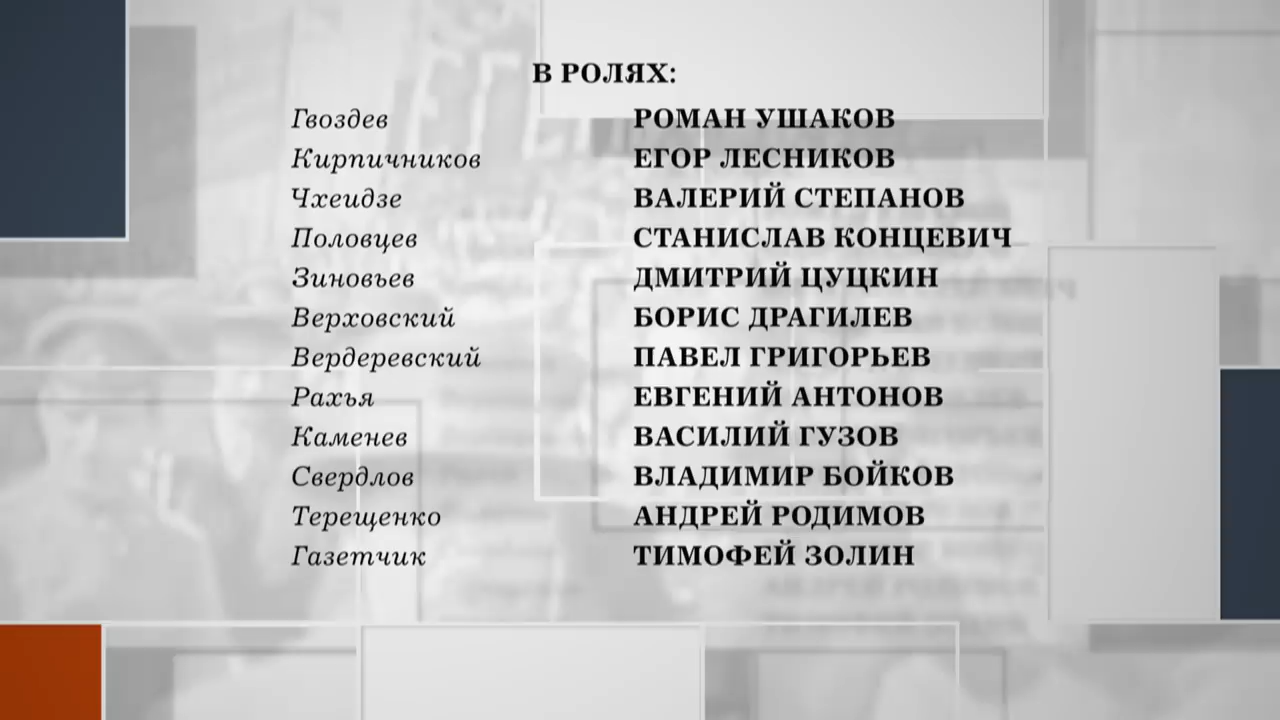 В РОЛЯХ:
Гвоздев РОМАН УШАКОВ
Кирпичников ЕГОР ЛЕСНИКОВ
Чхеидзе ВАЛЕРИЙ СТЕПАНОВ
Половцев СТАНИСЛАВ КОНЦЕВИЧ
Зиновьев ДМИТРИЙ ЦУЦКИН
Верховский БОРИС ДРАГИЛЕВ
Вердеревский ПАВЕЛ ГРИГОРЬЕВ
Рахья ЕВГЕНИЙ АНТОНОВ
Каменев ВАСИЛИЙ ГУЗОВ
Свердлов ВЛАДИМИР БОЙКОВ
Терещенко АНДРЕЙ РОДИМОВ
Газетчик ТИМОФЕЙ ЗОЛИН